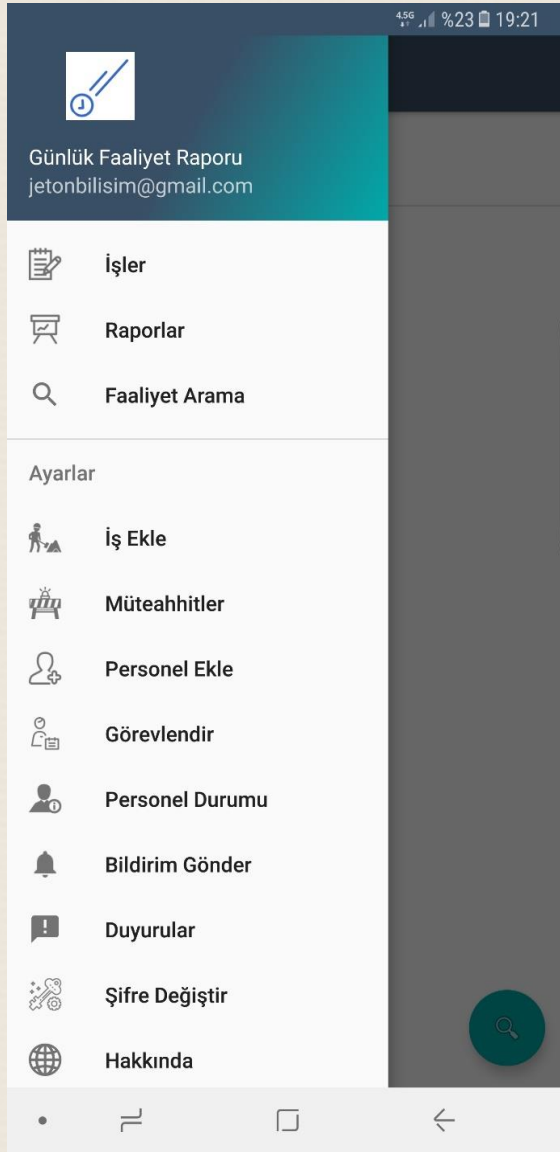 4.5G %23 19:21
Günlük Faaliyet Raporu
jetonbilisim@gmail.com
İşler
Raporlar
Faaliyet Arama
Ayarlar
İş Ekle
Müteahhitler
Personel Ekle
Görevlendir
Personel Durumu
Bildirim Gönder
Duyurular
Şifre Değiştir
Hakkında